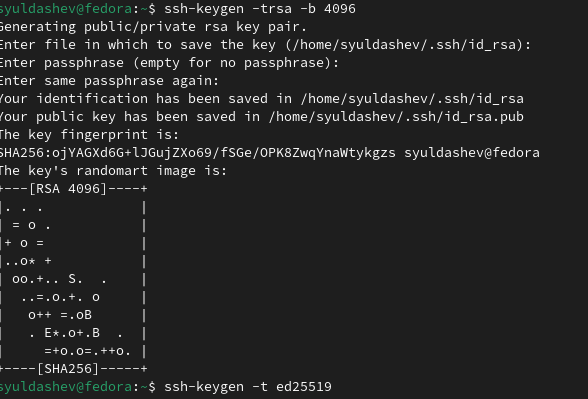 syuldashev@fedora:~$ ssh-keygen -trsa -b 4096
Generating public/private rsa key pair.
Enter file in which to save the key (/home/syuldashev/.ssh/id_rsa):
Enter passphrase (empty for no passphrase):
Enter same passphrase again:
Your identification has been saved in /home/syuldashev/.ssh/id_rsa
Your public key has been saved in /home/syuldashev/.ssh/id_rsa.pub
The key fingerprint is:
SHA256:ojYAGXd6G+lJGujZXo69/fSGe/OPK8ZwqYnaWtykgzs syuldashev@fedora
The key's randomart image is:
+---[RSA 4096]----+
|. . .            |
| = o .           |
|+ o =            |
|..o* +           |
| oo.+.. S.  .    |
|  ..=.o.+. o     |
|   o++ =.oB      |
|   . E*.o+.B  .  |
|     =+o.o=.++o. |
+----[SHA256]-----+
syuldashev@fedora:~$ ssh-keygen -t ed25519